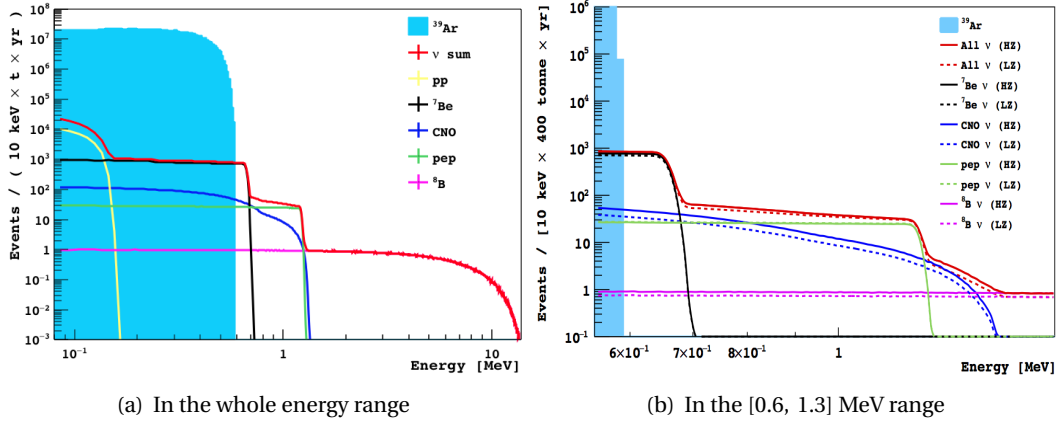 Events / ( 10 keV × t × yr )
10⁸
10⁷
10⁶
10⁵
10⁴
10³
10²
10
1
10⁻¹
10⁻²
10⁻³
10⁻¹
1
10
Energy [MeV]
³⁹Ar
ν sum
pp
⁷Be
CNO
pep
⁸B
(a) In the whole energy range
Events / [10 keV × 400 tonne × yr]
10⁶
10⁵
10⁴
10³
10²
10
1
10⁻¹
6×10⁻¹
7×10⁻¹
8×10⁻¹
1
Energy [MeV]
³⁹Ar
All ν (HZ)
All ν (LZ)
⁷Be ν (HZ)
⁷Be ν (LZ)
CNO ν (HZ)
CNO ν (LZ)
pep ν (HZ)
pep ν (LZ)
⁸B ν (HZ)
⁸B ν (LZ)
(b) In the [0.6, 1.3] MeV range